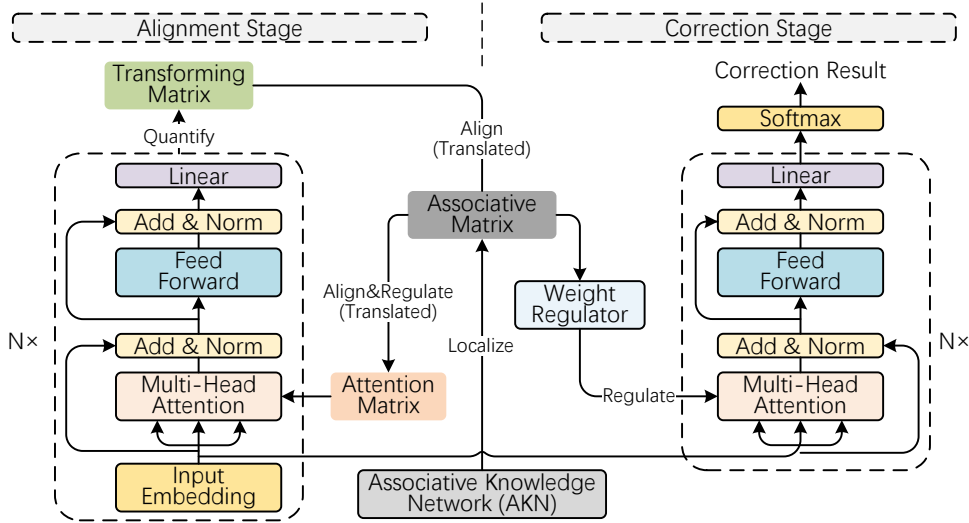 Alignment Stage
Correction Stage
Transforming
Matrix
Correction Result
Quantify
Align
(Translated)
Softmax
Linear
Linear
Add & Norm
Associative
Matrix
Add & Norm
Feed
Forward
Feed
Forward
Align&Regulate
(Translated)
Weight
Regulator
N×
Add & Norm
Localize
Add & Norm
N×
Multi-Head
Attention
Attention
Matrix
Regulate
Multi-Head
Attention
Input
Embedding
Associative Knowledge
Network (AKN)